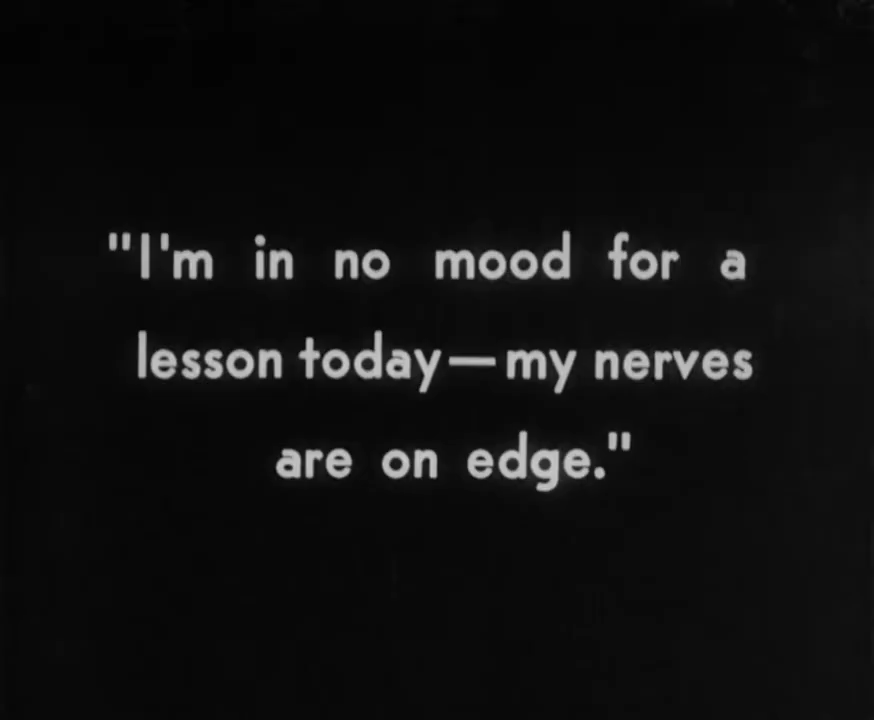 "I'm in no mood for a
lesson today—my nerves
are on edge."